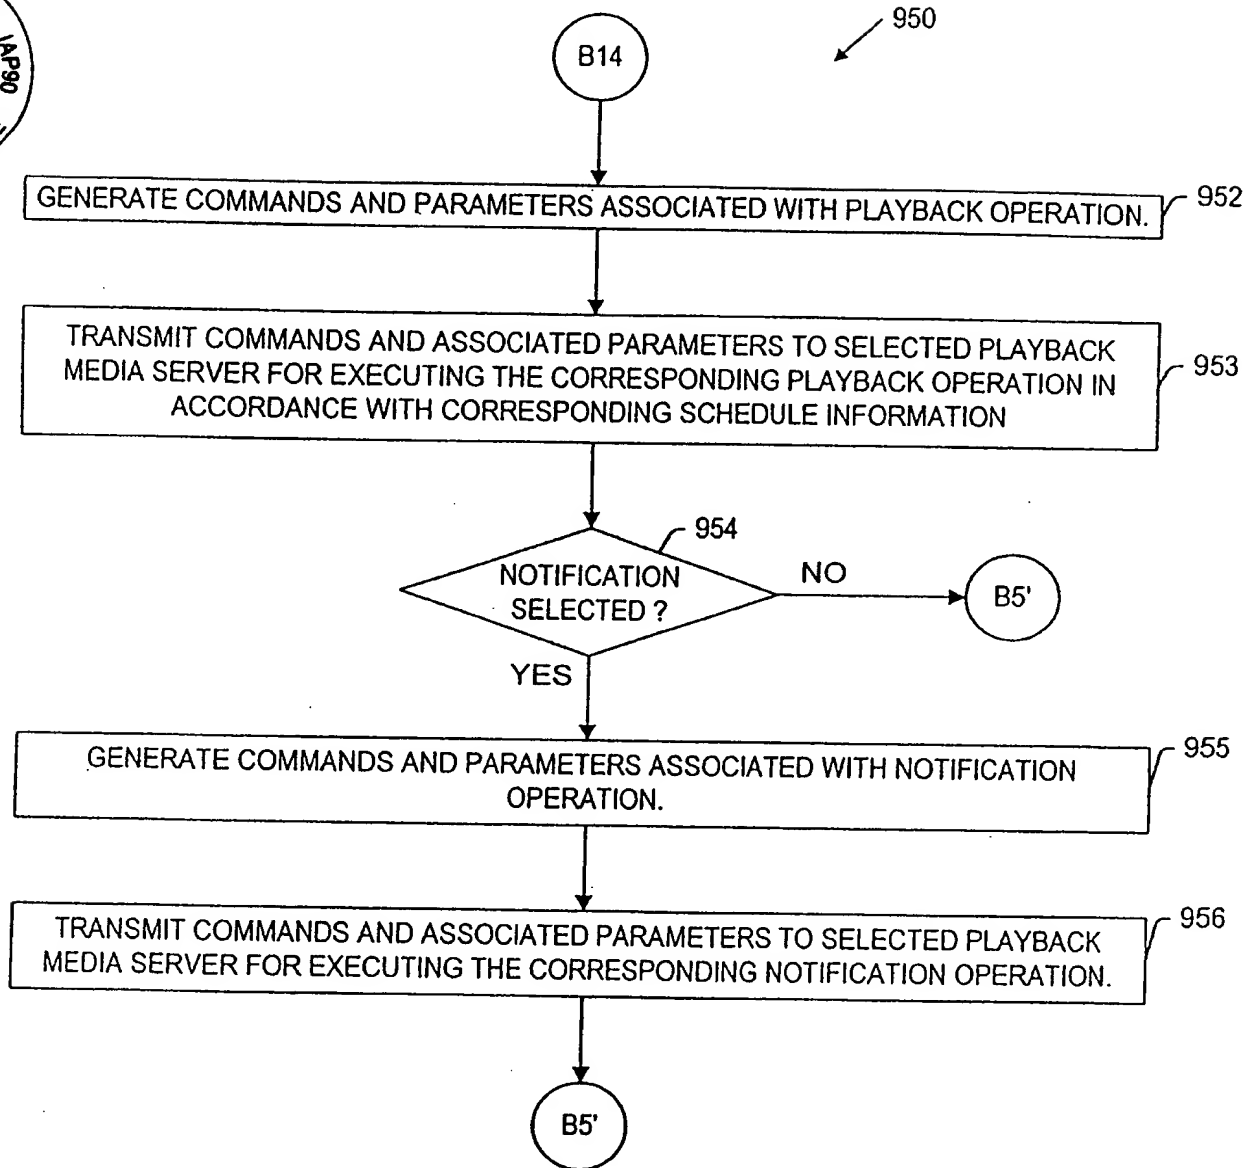 950
B14
IAP90
952
GENERATE COMMANDS AND PARAMETERS ASSOCIATED WITH PLAYBACK OPERATION.
TRANSMIT COMMANDS AND ASSOCIATED PARAMETERS TO SELECTED PLAYBACK
MEDIA SERVER FOR EXECUTING THE CORRESPONDING PLAYBACK OPERATION IN
ACCORDANCE WITH CORRESPONDING SCHEDULE INFORMATION
953
954
NOTIFICATION
SELECTED ?
NO
B5'
YES
955
GENERATE COMMANDS AND PARAMETERS ASSOCIATED WITH NOTIFICATION
OPERATION.
956
TRANSMIT COMMANDS AND ASSOCIATED PARAMETERS TO SELECTED PLAYBACK
MEDIA SERVER FOR EXECUTING THE CORRESPONDING NOTIFICATION OPERATION.
B5'